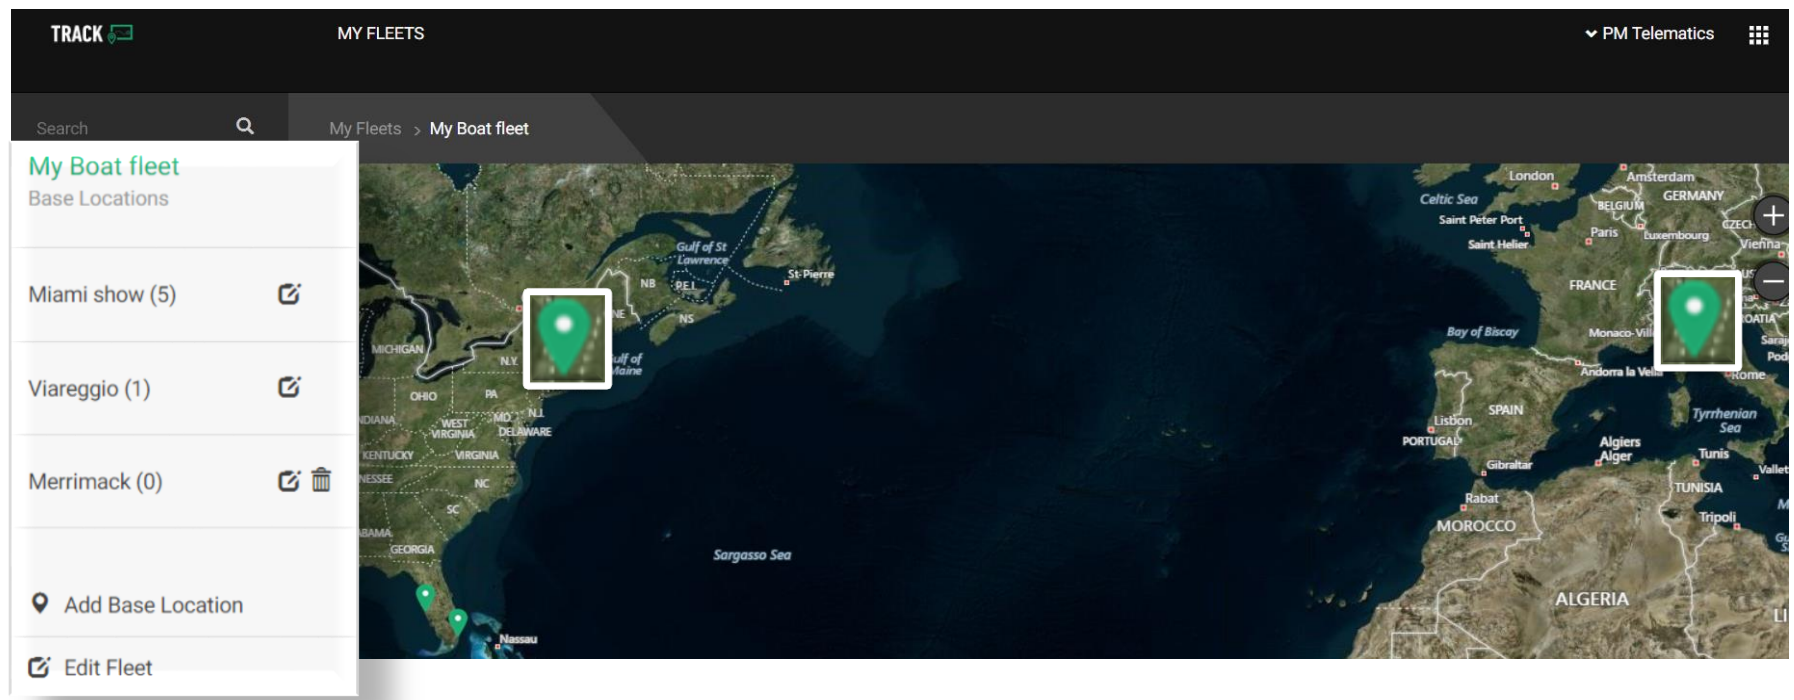 TRACK
MY FLEETS
PM Telematics
Search
My Fleets > My Boat fleet
My Boat fleet
Base Locations
Miami show (5)
Viareggio (1)
Merrimack (0)
Add Base Location
Edit Fleet
Gulf of St
Lawrence
St-Pierre
NB
P.E.I.
NS
MICHIGAN
N.Y.
OHIO
PA
N.J.
MD
DELAWARE
WEST
VIRGINIA
KENTUCKY
VIRGINIA
NC
SC
GEORGIA
Nassau
Sargasso Sea
London
Amsterdam
Celtic Sea
BELGIUM
GERMANY
Saint Peter Port
Saint Helier
Paris
Luxembourg
Vienna
FRANCE
Bay of Biscay
Andorra la Vella
Rome
Lisbon
SPAIN
PORTUGAL
Tyrrhenian
Sea
Gibraltar
Algiers
Alger
Tunis
TUNISIA
Rabat
MOROCCO
Tripoli
ALGERIA